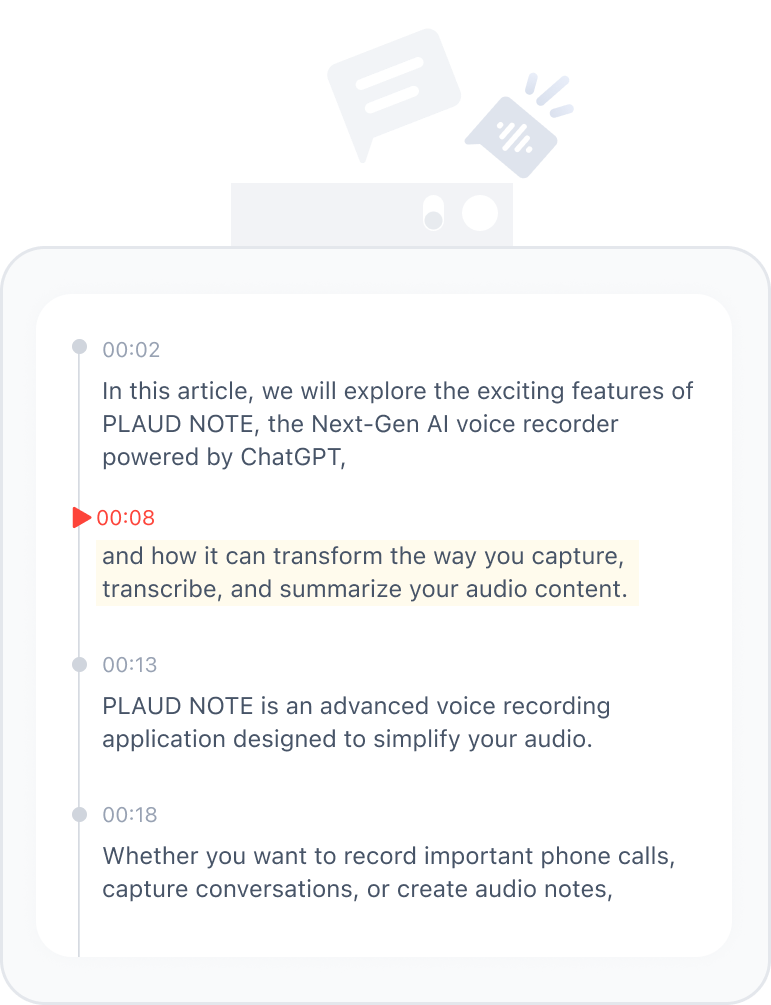 00:02
In this article, we will explore the exciting features of
PLAUD NOTE, the Next-Gen AI voice recorder
powered by ChatGPT,
00:08
and how it can transform the way you capture,
transcribe, and summarize your audio content.
00:13
PLAUD NOTE is an advanced voice recording
application designed to simplify your audio.
00:18
Whether you want to record important phone calls,
capture conversations, or create audio notes,